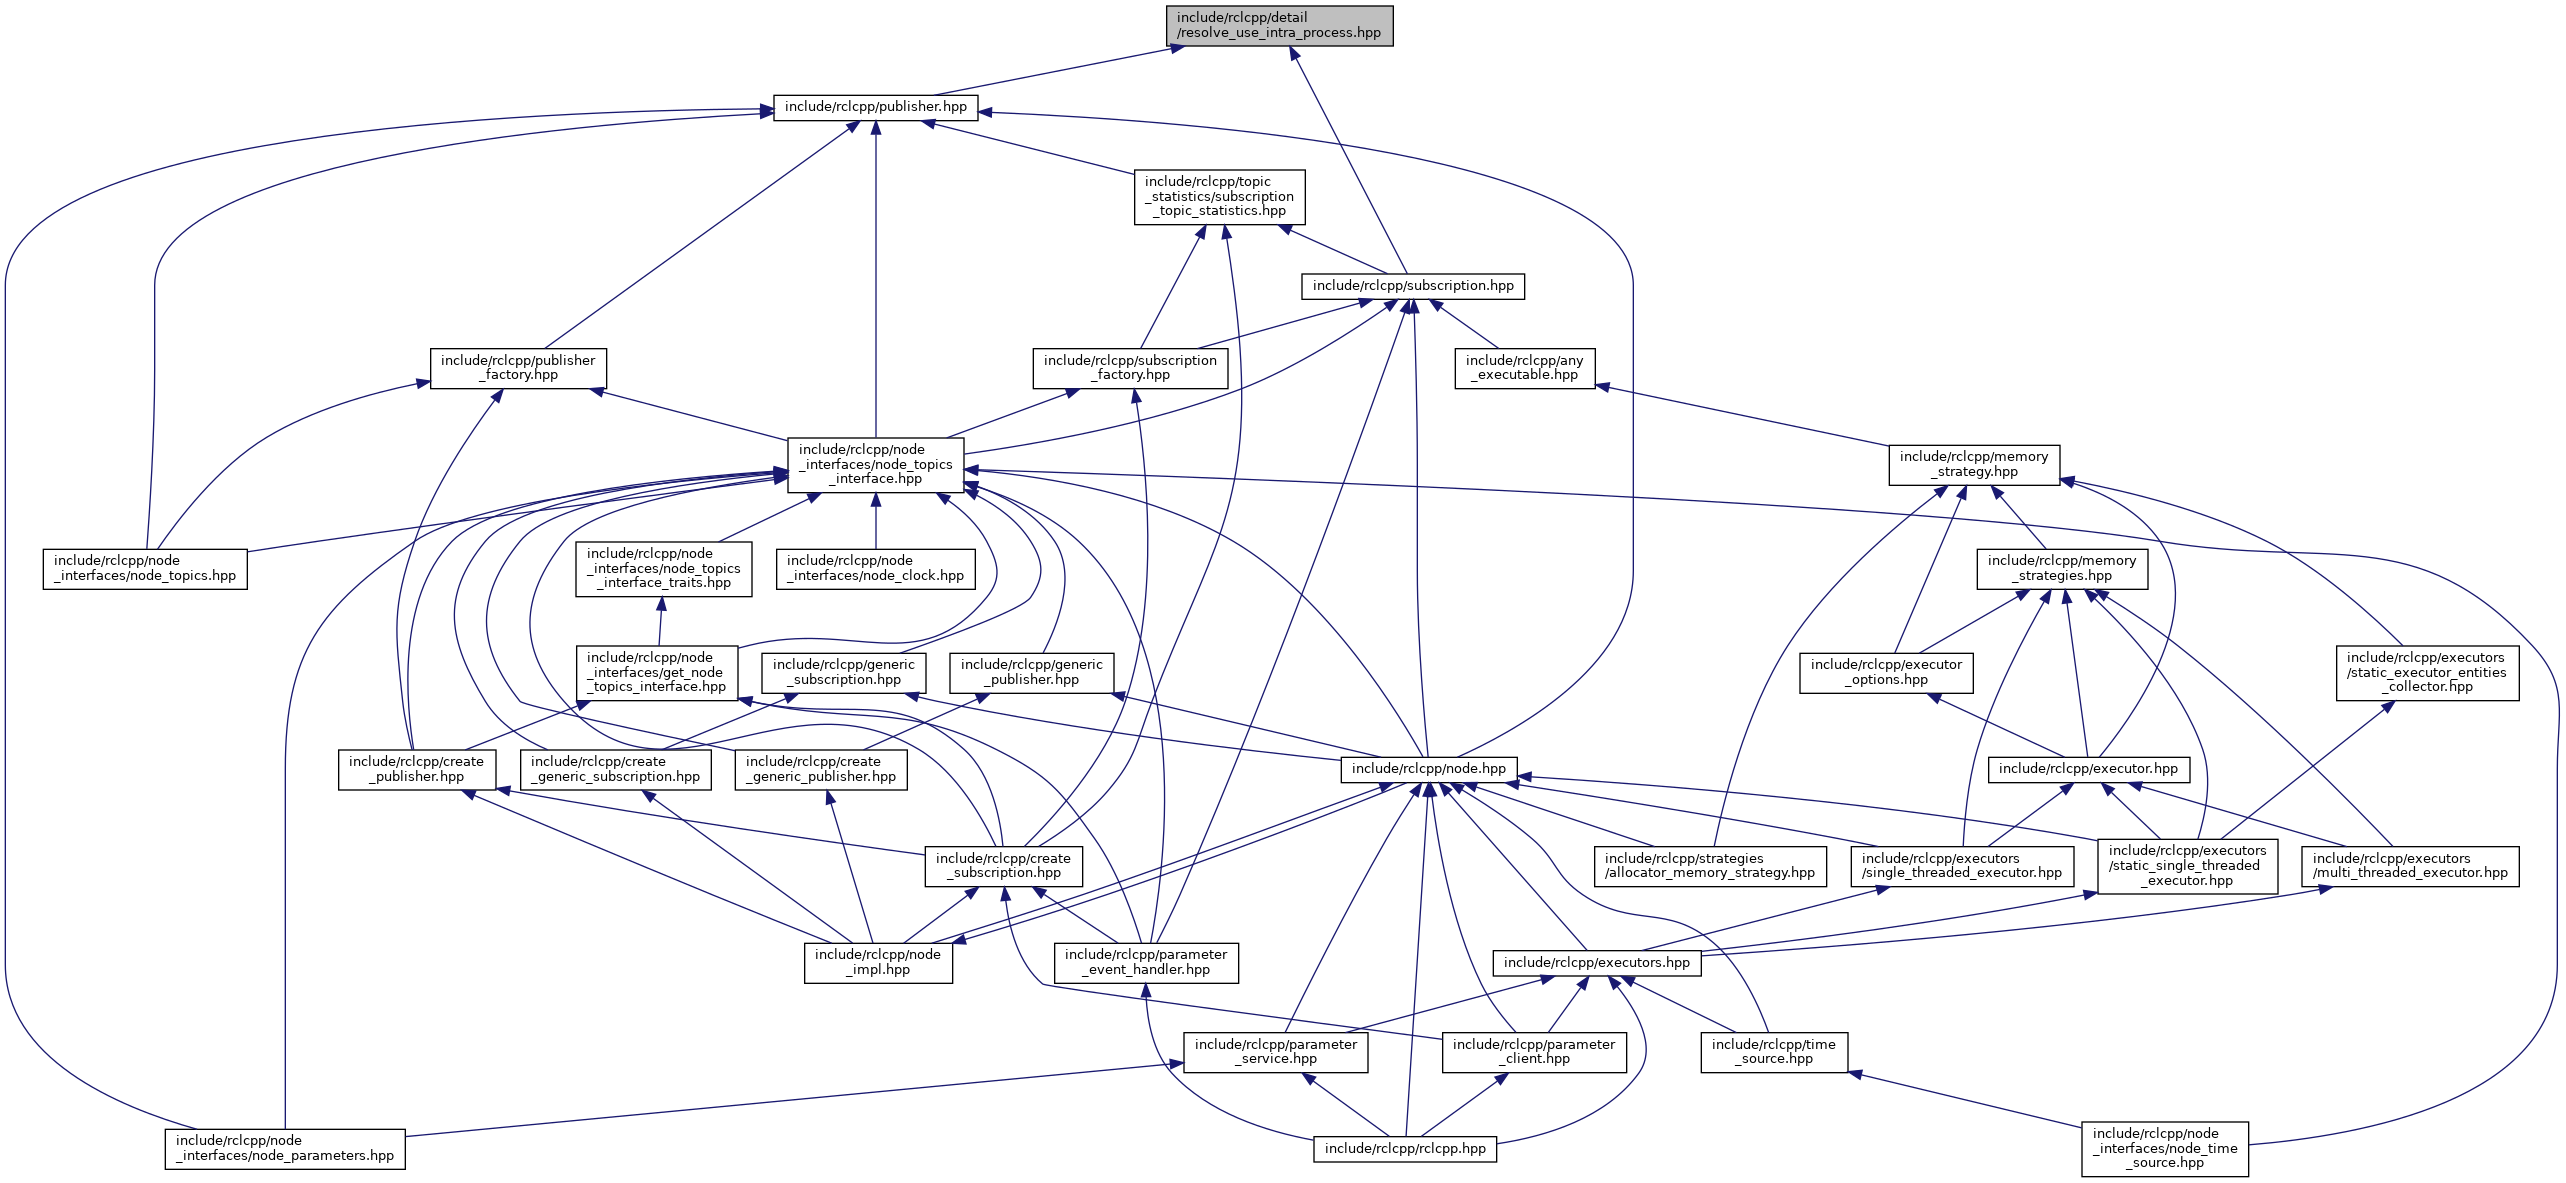 include/rclcpp/detail
/resolve_use_intra_process.hpp
include/rclcpp/publisher.hpp
include/rclcpp/topic
_statistics/subscription
_topic_statistics.hpp
include/rclcpp/subscription.hpp
include/rclcpp/publisher
_factory.hpp
include/rclcpp/subscription
_factory.hpp
include/rclcpp/any
_executable.hpp
include/rclcpp/node
_interfaces/node_topics
_interface.hpp
include/rclcpp/memory
_strategy.hpp
include/rclcpp/node
_interfaces/node_topics.hpp
include/rclcpp/node
_interfaces/node_topics
_interface_traits.hpp
include/rclcpp/node
_interfaces/node_clock.hpp
include/rclcpp/memory
_strategies.hpp
include/rclcpp/node
_interfaces/get_node
_topics_interface.hpp
include/rclcpp/generic
_subscription.hpp
include/rclcpp/generic
_publisher.hpp
include/rclcpp/executor
_options.hpp
include/rclcpp/executors
/static_executor_entities
_collector.hpp
include/rclcpp/create
_publisher.hpp
include/rclcpp/create
_generic_subscription.hpp
include/rclcpp/create
_generic_publisher.hpp
include/rclcpp/node.hpp
include/rclcpp/executor.hpp
include/rclcpp/create
_subscription.hpp
include/rclcpp/strategies
/allocator_memory_strategy.hpp
include/rclcpp/executors
/single_threaded_executor.hpp
include/rclcpp/executors
/static_single_threaded
_executor.hpp
include/rclcpp/executors
/multi_threaded_executor.hpp
include/rclcpp/node
_impl.hpp
include/rclcpp/parameter
_event_handler.hpp
include/rclcpp/executors.hpp
include/rclcpp/parameter
_service.hpp
include/rclcpp/parameter
_client.hpp
include/rclcpp/time
_source.hpp
include/rclcpp/node
_interfaces/node_parameters.hpp
include/rclcpp/rclcpp.hpp
include/rclcpp/node
_interfaces/node_time
_source.hpp